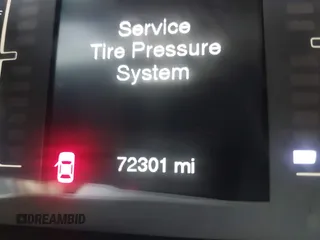 Service
Tire Pressure
System
72301 mi
DREAMBID